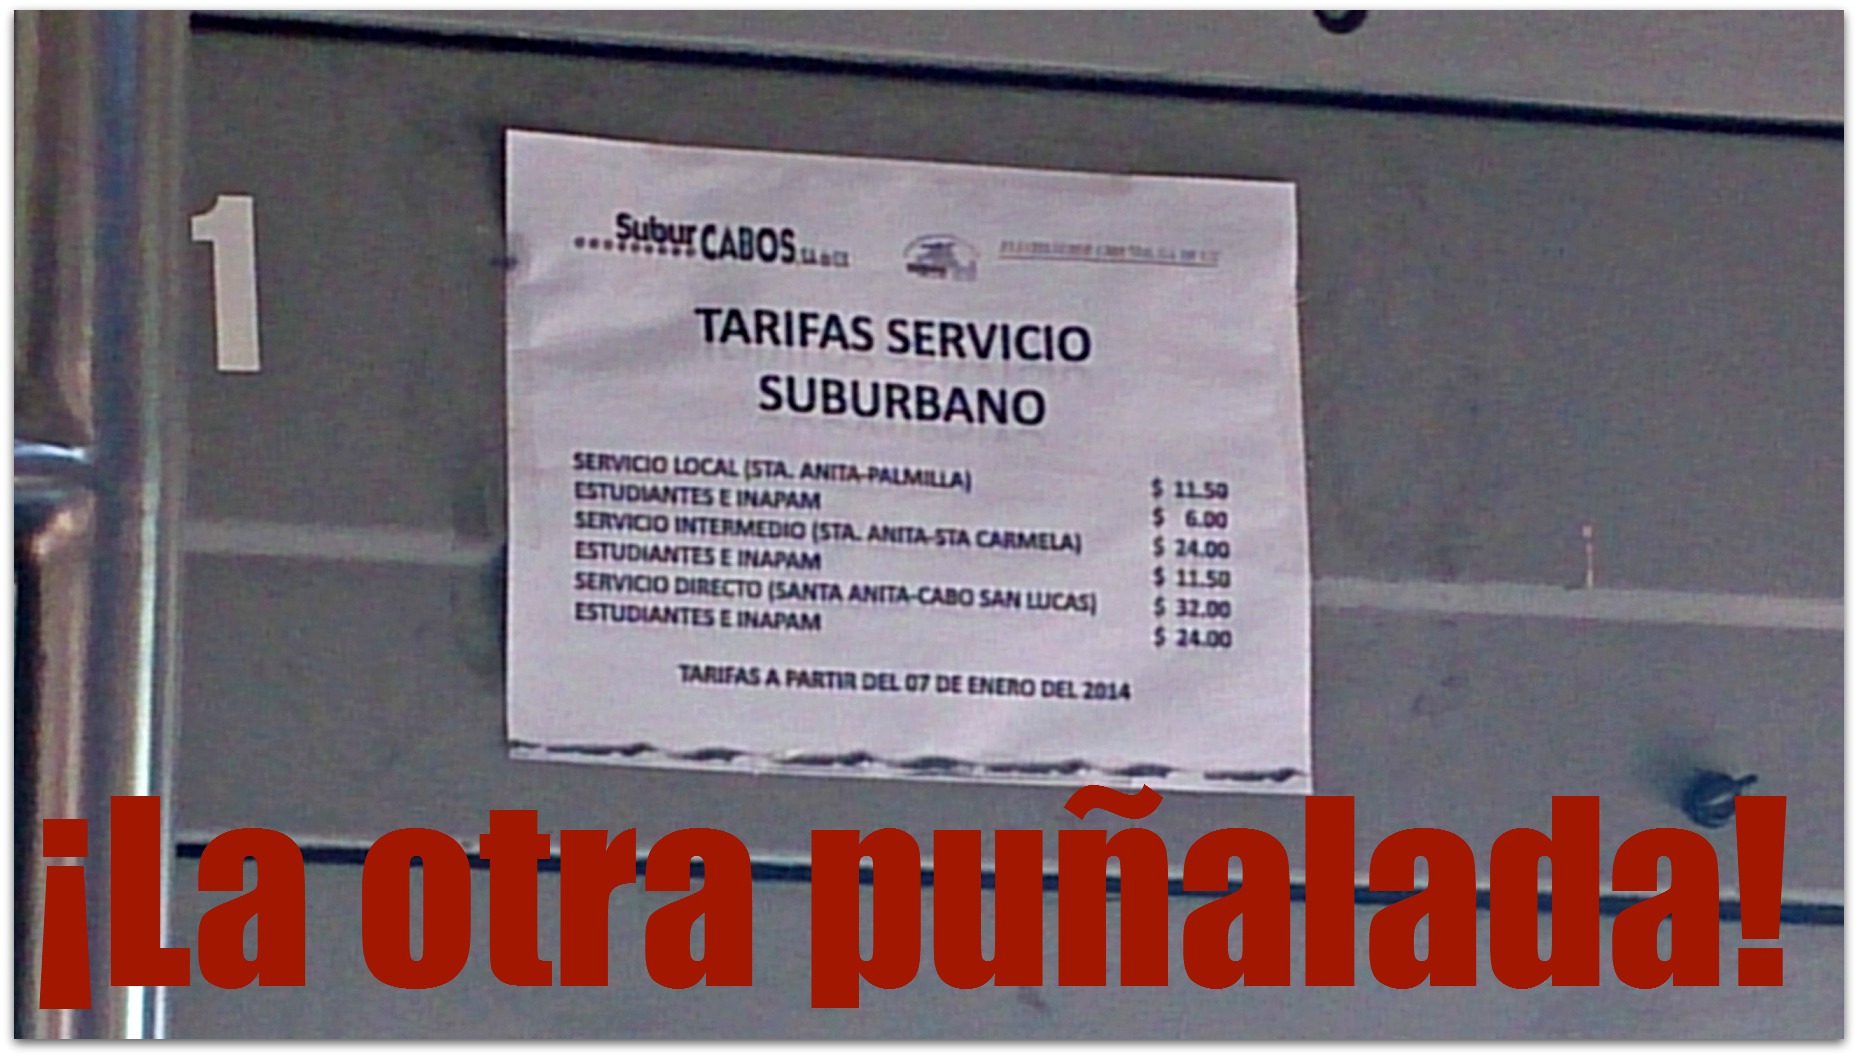 1
SuburCABOS S.A. de C.V.
TARIFAS SERVICIO
SUBURBANO
SERVICIO LOCAL (STA. ANITA-PALMILLA) $ 11.50
ESTUDIANTES E INAPAM $ 6.00
SERVICIO INTERMEDIO (STA. ANITA-STA CARMELA) $ 24.00
ESTUDIANTES E INAPAM $ 11.50
SERVICIO DIRECTO (SANTA ANITA-CABO SAN LUCAS) $ 32.00
ESTUDIANTES E INAPAM $ 24.00
TARIFAS A PARTIR DEL 07 DE ENERO DEL 2014
¡La otra puñalada!